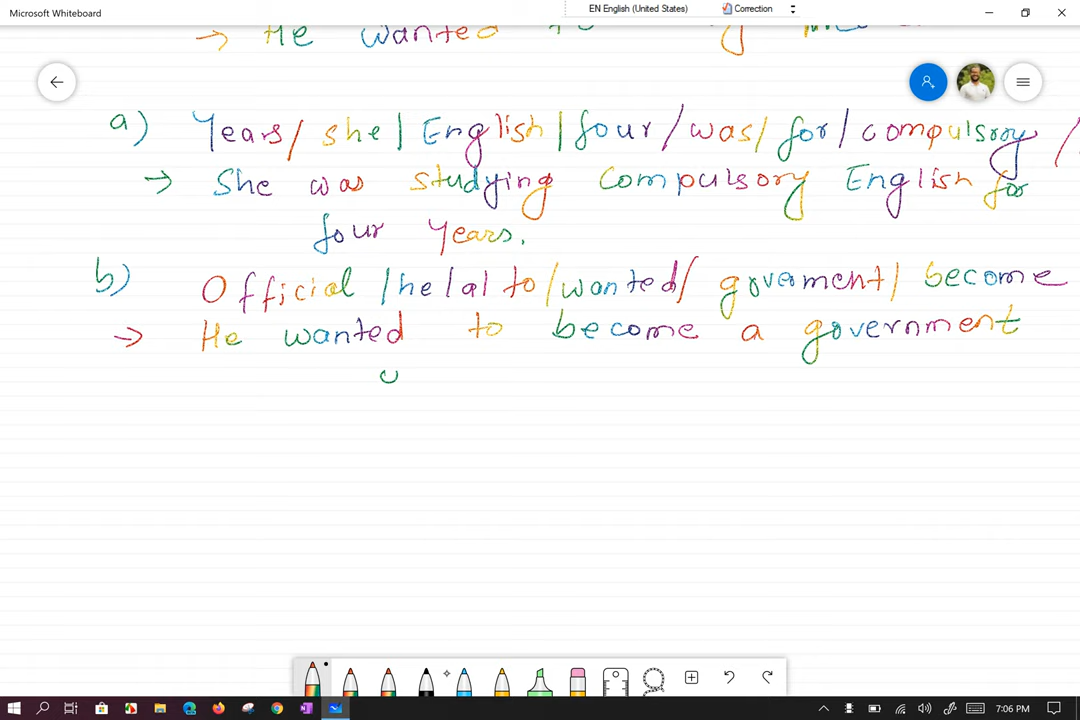 Microsoft Whiteboard
EN English (United States) Correction
→ He wanted
a) Years/ she/ English/ four/ was/ for/ compulsroy/
→ She was studying compulsory English for
four years.
b) Official /he/a/ to/wanted/ goverment/ become
→ He wanted to become a government
o
7:06 PM